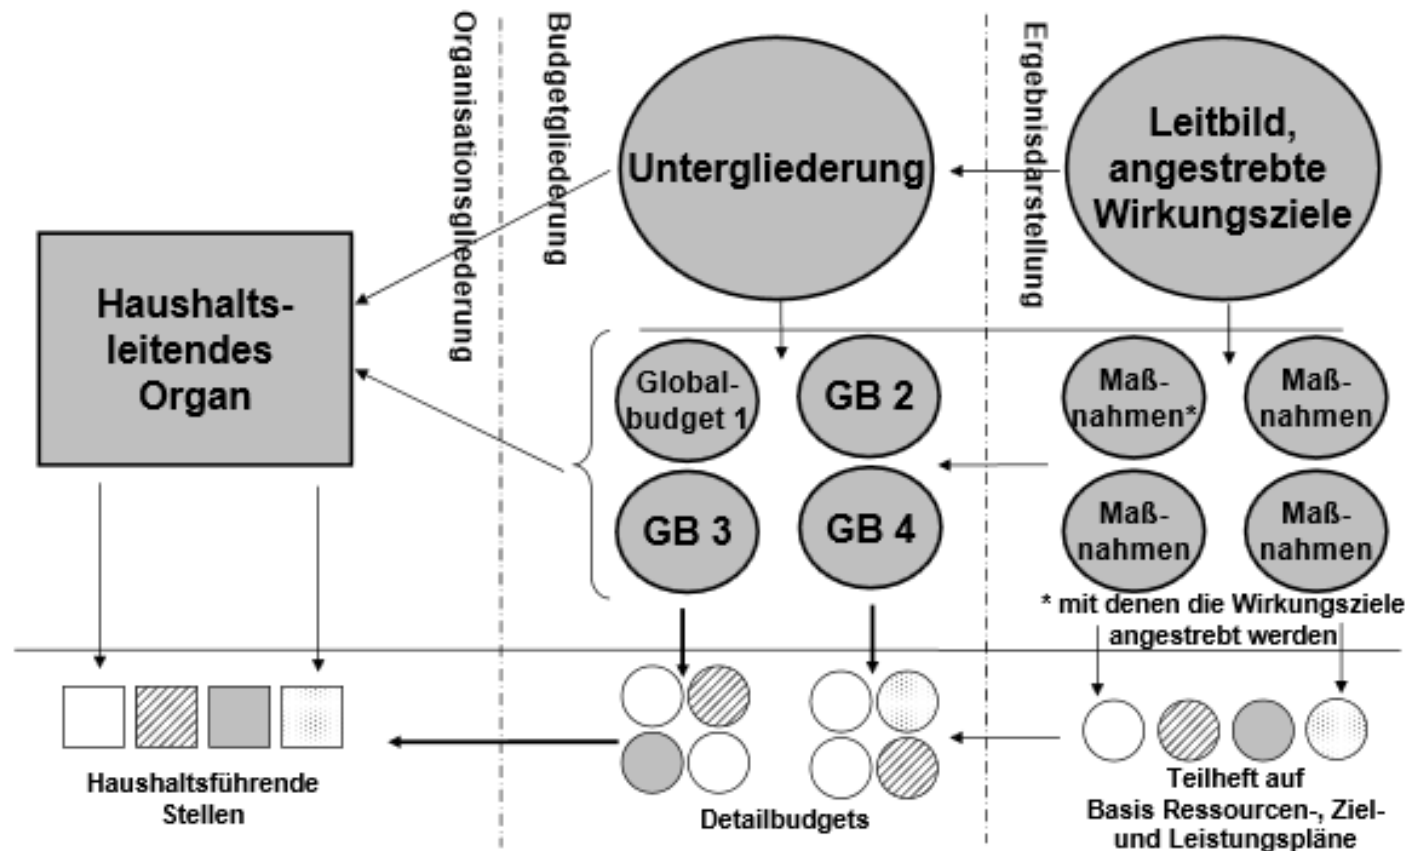 Organisationsgliederung
Budgetgliederung
Ergebnisdarstellung
Untergliederung
Leitbild,
angestrebte
Wirkungsziele
Haushalts-
leitendes
Organ
Global-
budget 1
GB 2
GB 3
GB 4
Maß-
nahmen*
Maß-
nahmen
Maß-
nahmen
Maß-
nahmen
* mit denen die Wirkungsziele
angestrebt werden
Haushaltsführende
Stellen
Detailbudgets
Teilheft auf
Basis Ressourcen-, Ziel-
und Leistungspläne